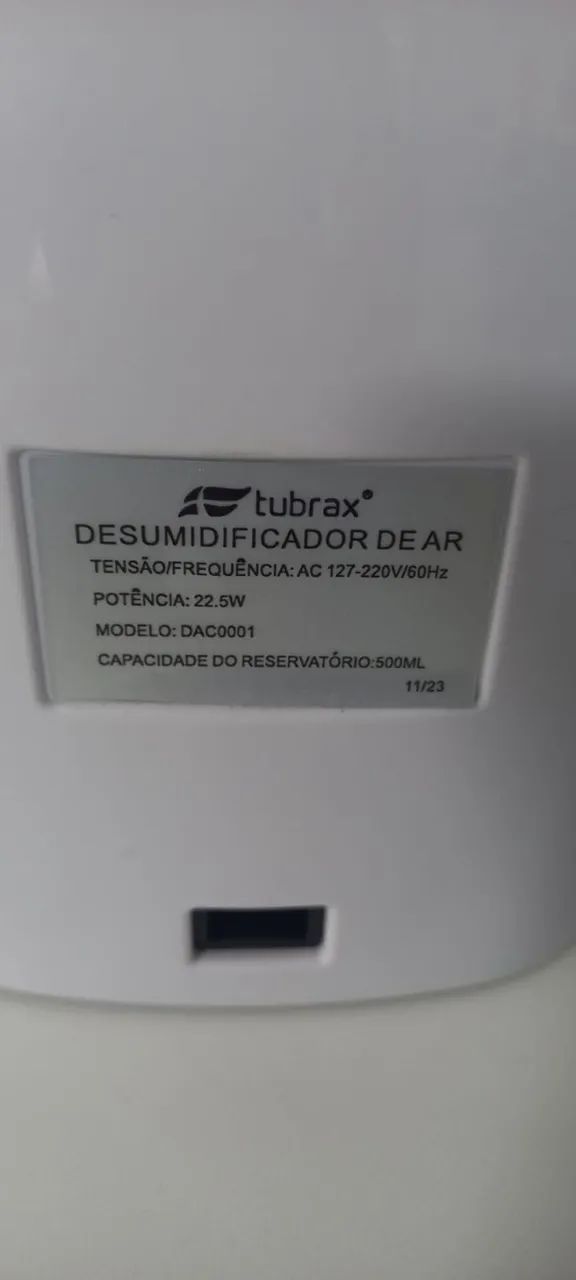 tubrax®
DESUMIDIFICADOR DE AR
TENSÃO/FREQUÊNCIA: AC 127-220V/60Hz
POTÊNCIA: 22.5W
MODELO: DAC0001
CAPACIDADE DO RESERVATÓRIO:500ML
11/23